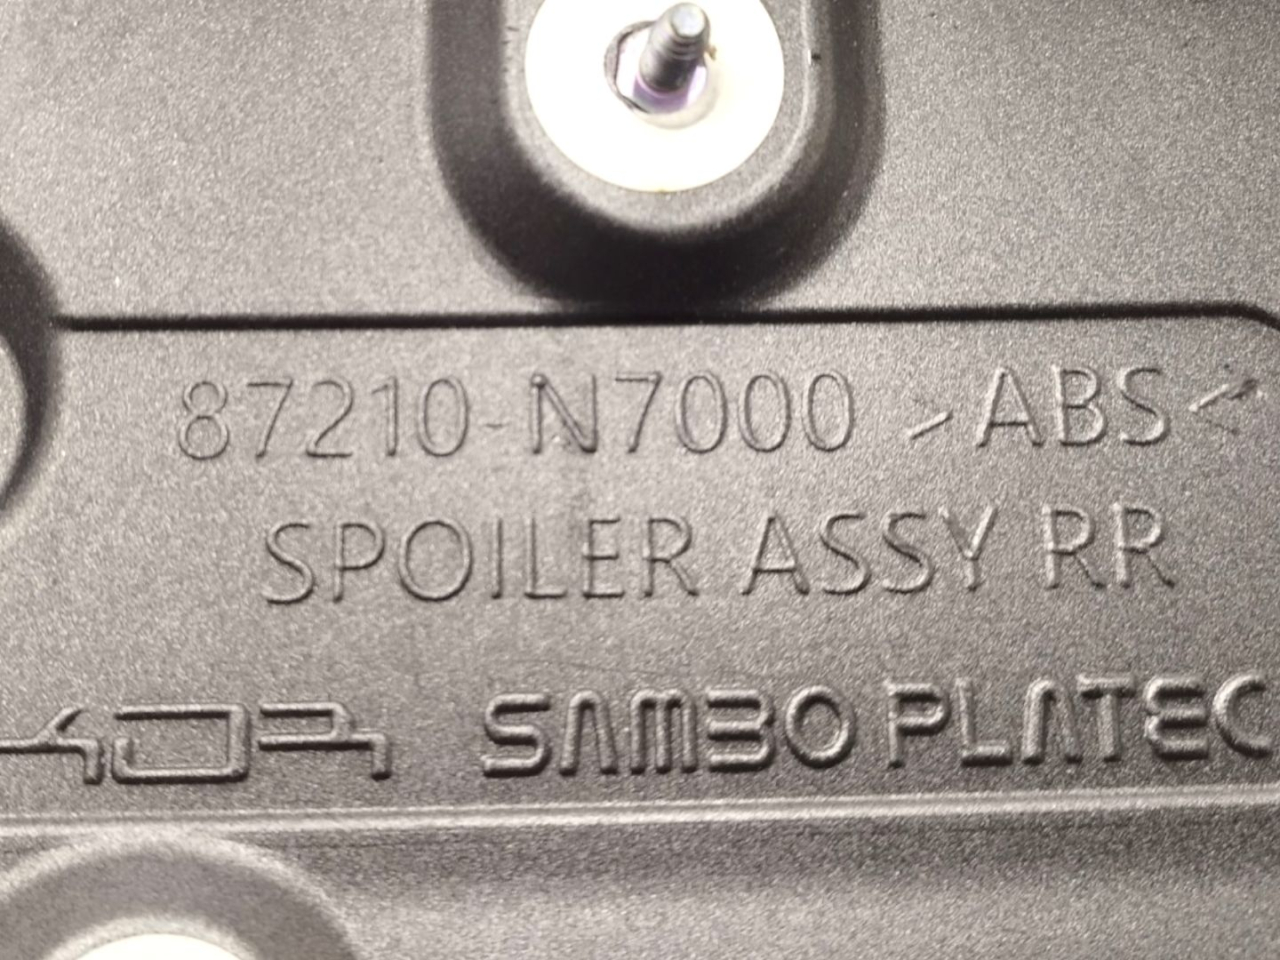 87210-N7000 >ABS<
SPOILER ASSY RR
SAMBO PLATEC